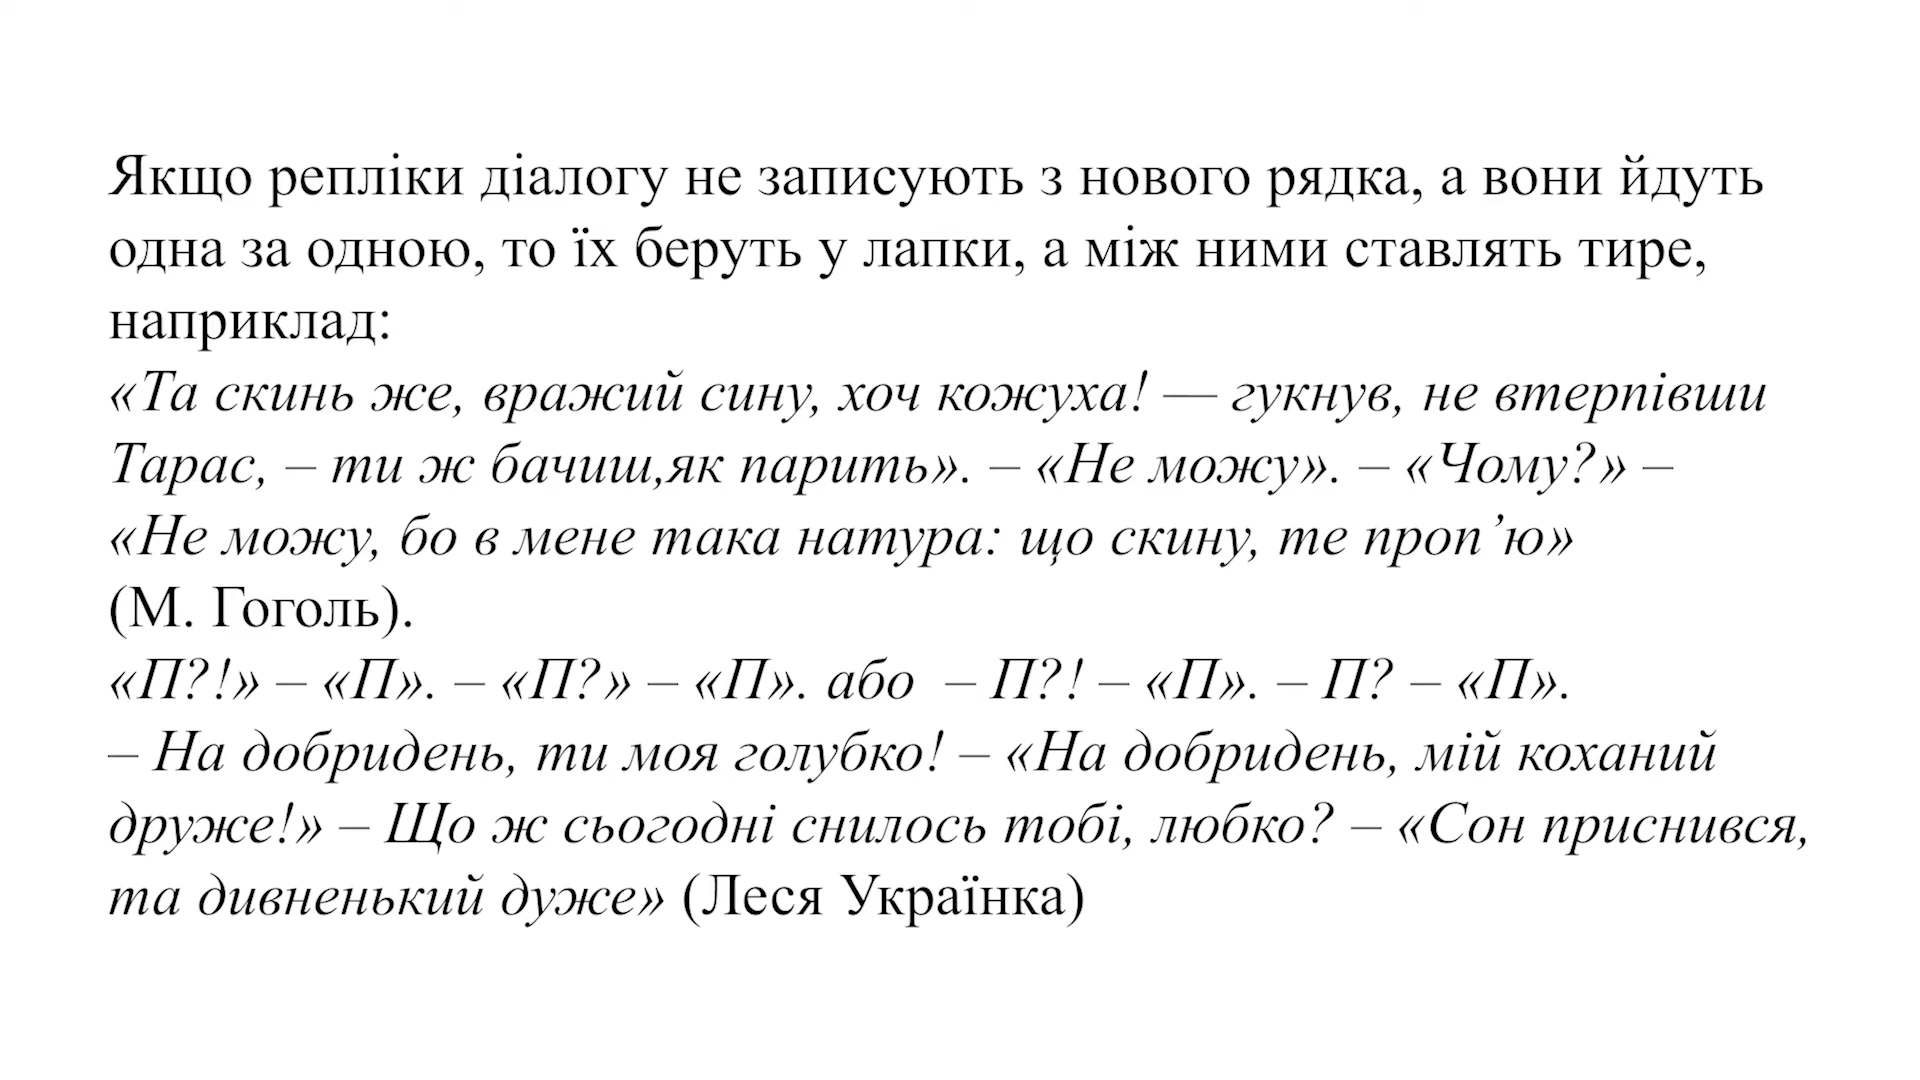 Якщо репліки діалогу не записують з нового рядка, а вони йдуть
одна за одною, то їх беруть у лапки, а між ними ставлять тире,
наприклад:
«Та скинь же, вражий сину, хоч кожуха! — гукнув, не втерпівши
Тарас, – ти ж бачиш,як парить». – «Не можу». – «Чому?» –
«Не можу, бо в мене така натура: що скину, те проп’ю»
(М. Гоголь).
«П?!» – «П». – «П?» – «П». або  – П?! – «П». – П? – «П».
– На добридень, ти моя голубко! – «На добридень, мій коханий
друже!» – Що ж сьогодні снилось тобі, любко? – «Сон приснився,
та дивненький дуже» (Леся Українка)